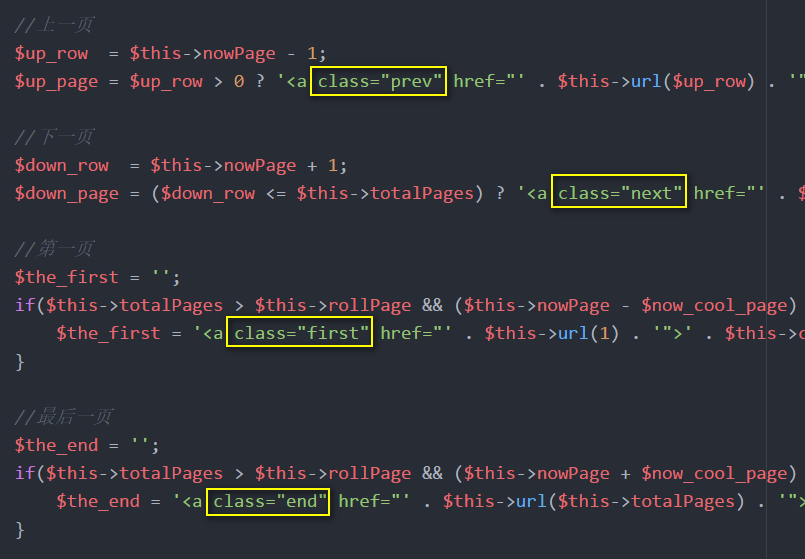 //上一页
$up_row  = $this->nowPage - 1;
$up_page = $up_row > 0 ? '<a class="prev" href="' . $this->url($up_row) . '"
//下一页
$down_row  = $this->nowPage + 1;
$down_page = ($down_row <= $this->totalPages) ? '<a class="next" href="' . $
//第一页
$the_first = '';
if($this->totalPages > $this->rollPage && ($this->nowPage - $now_cool_page)
    $the_first = '<a class="first" href="' . $this->url(1) . '">' . $this->c
}
//最后一页
$the_end = '';
if($this->totalPages > $this->rollPage && ($this->nowPage + $now_cool_page)
    $the_end = '<a class="end" href="' . $this->url($this->totalPages) . '">
}